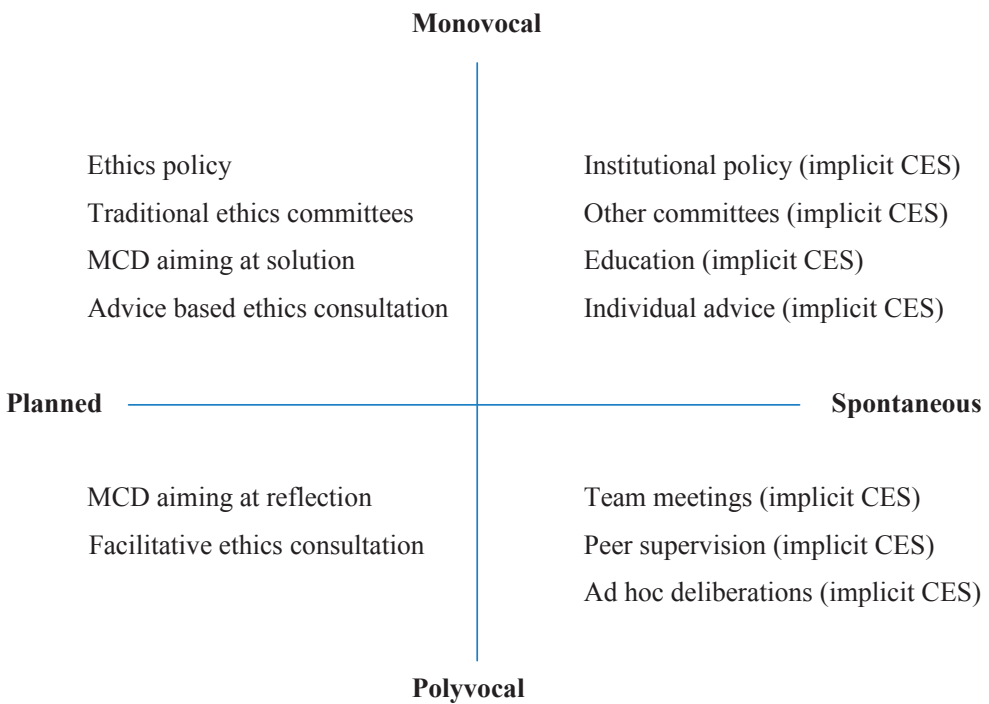 Monovocal
Ethics policy
Traditional ethics committees
MCD aiming at solution
Advice based ethics consultation
Institutional policy (implicit CES)
Other committees (implicit CES)
Education (implicit CES)
Individual advice (implicit CES)
Planned
Spontaneous
MCD aiming at reflection
Facilitative ethics consultation
Team meetings (implicit CES)
Peer supervision (implicit CES)
Ad hoc deliberations (implicit CES)
Polyvocal